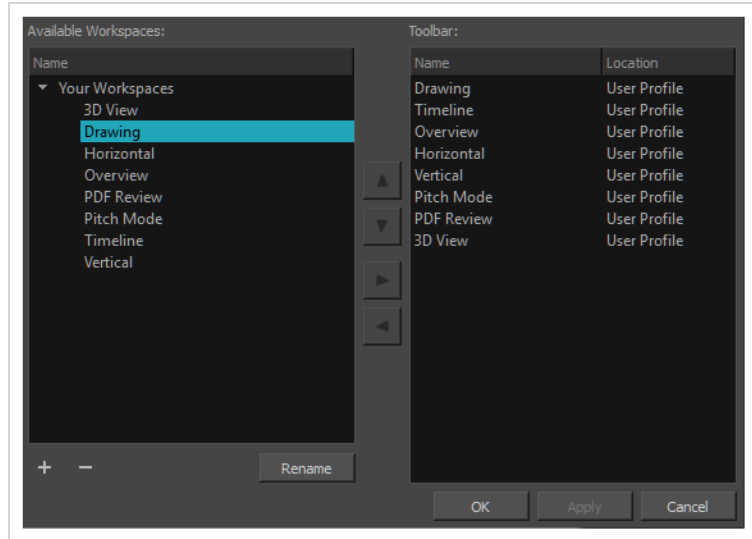 Available Workspaces:
Name
Your Workspaces
3D View
Drawing
Horizontal
Overview
PDF Review
Pitch Mode
Timeline
Vertical
Rename
Toolbar:
Name Location
Drawing User Profile
Timeline User Profile
Overview User Profile
Horizontal User Profile
Vertical User Profile
Pitch Mode User Profile
PDF Review User Profile
3D View User Profile
OK Apply Cancel